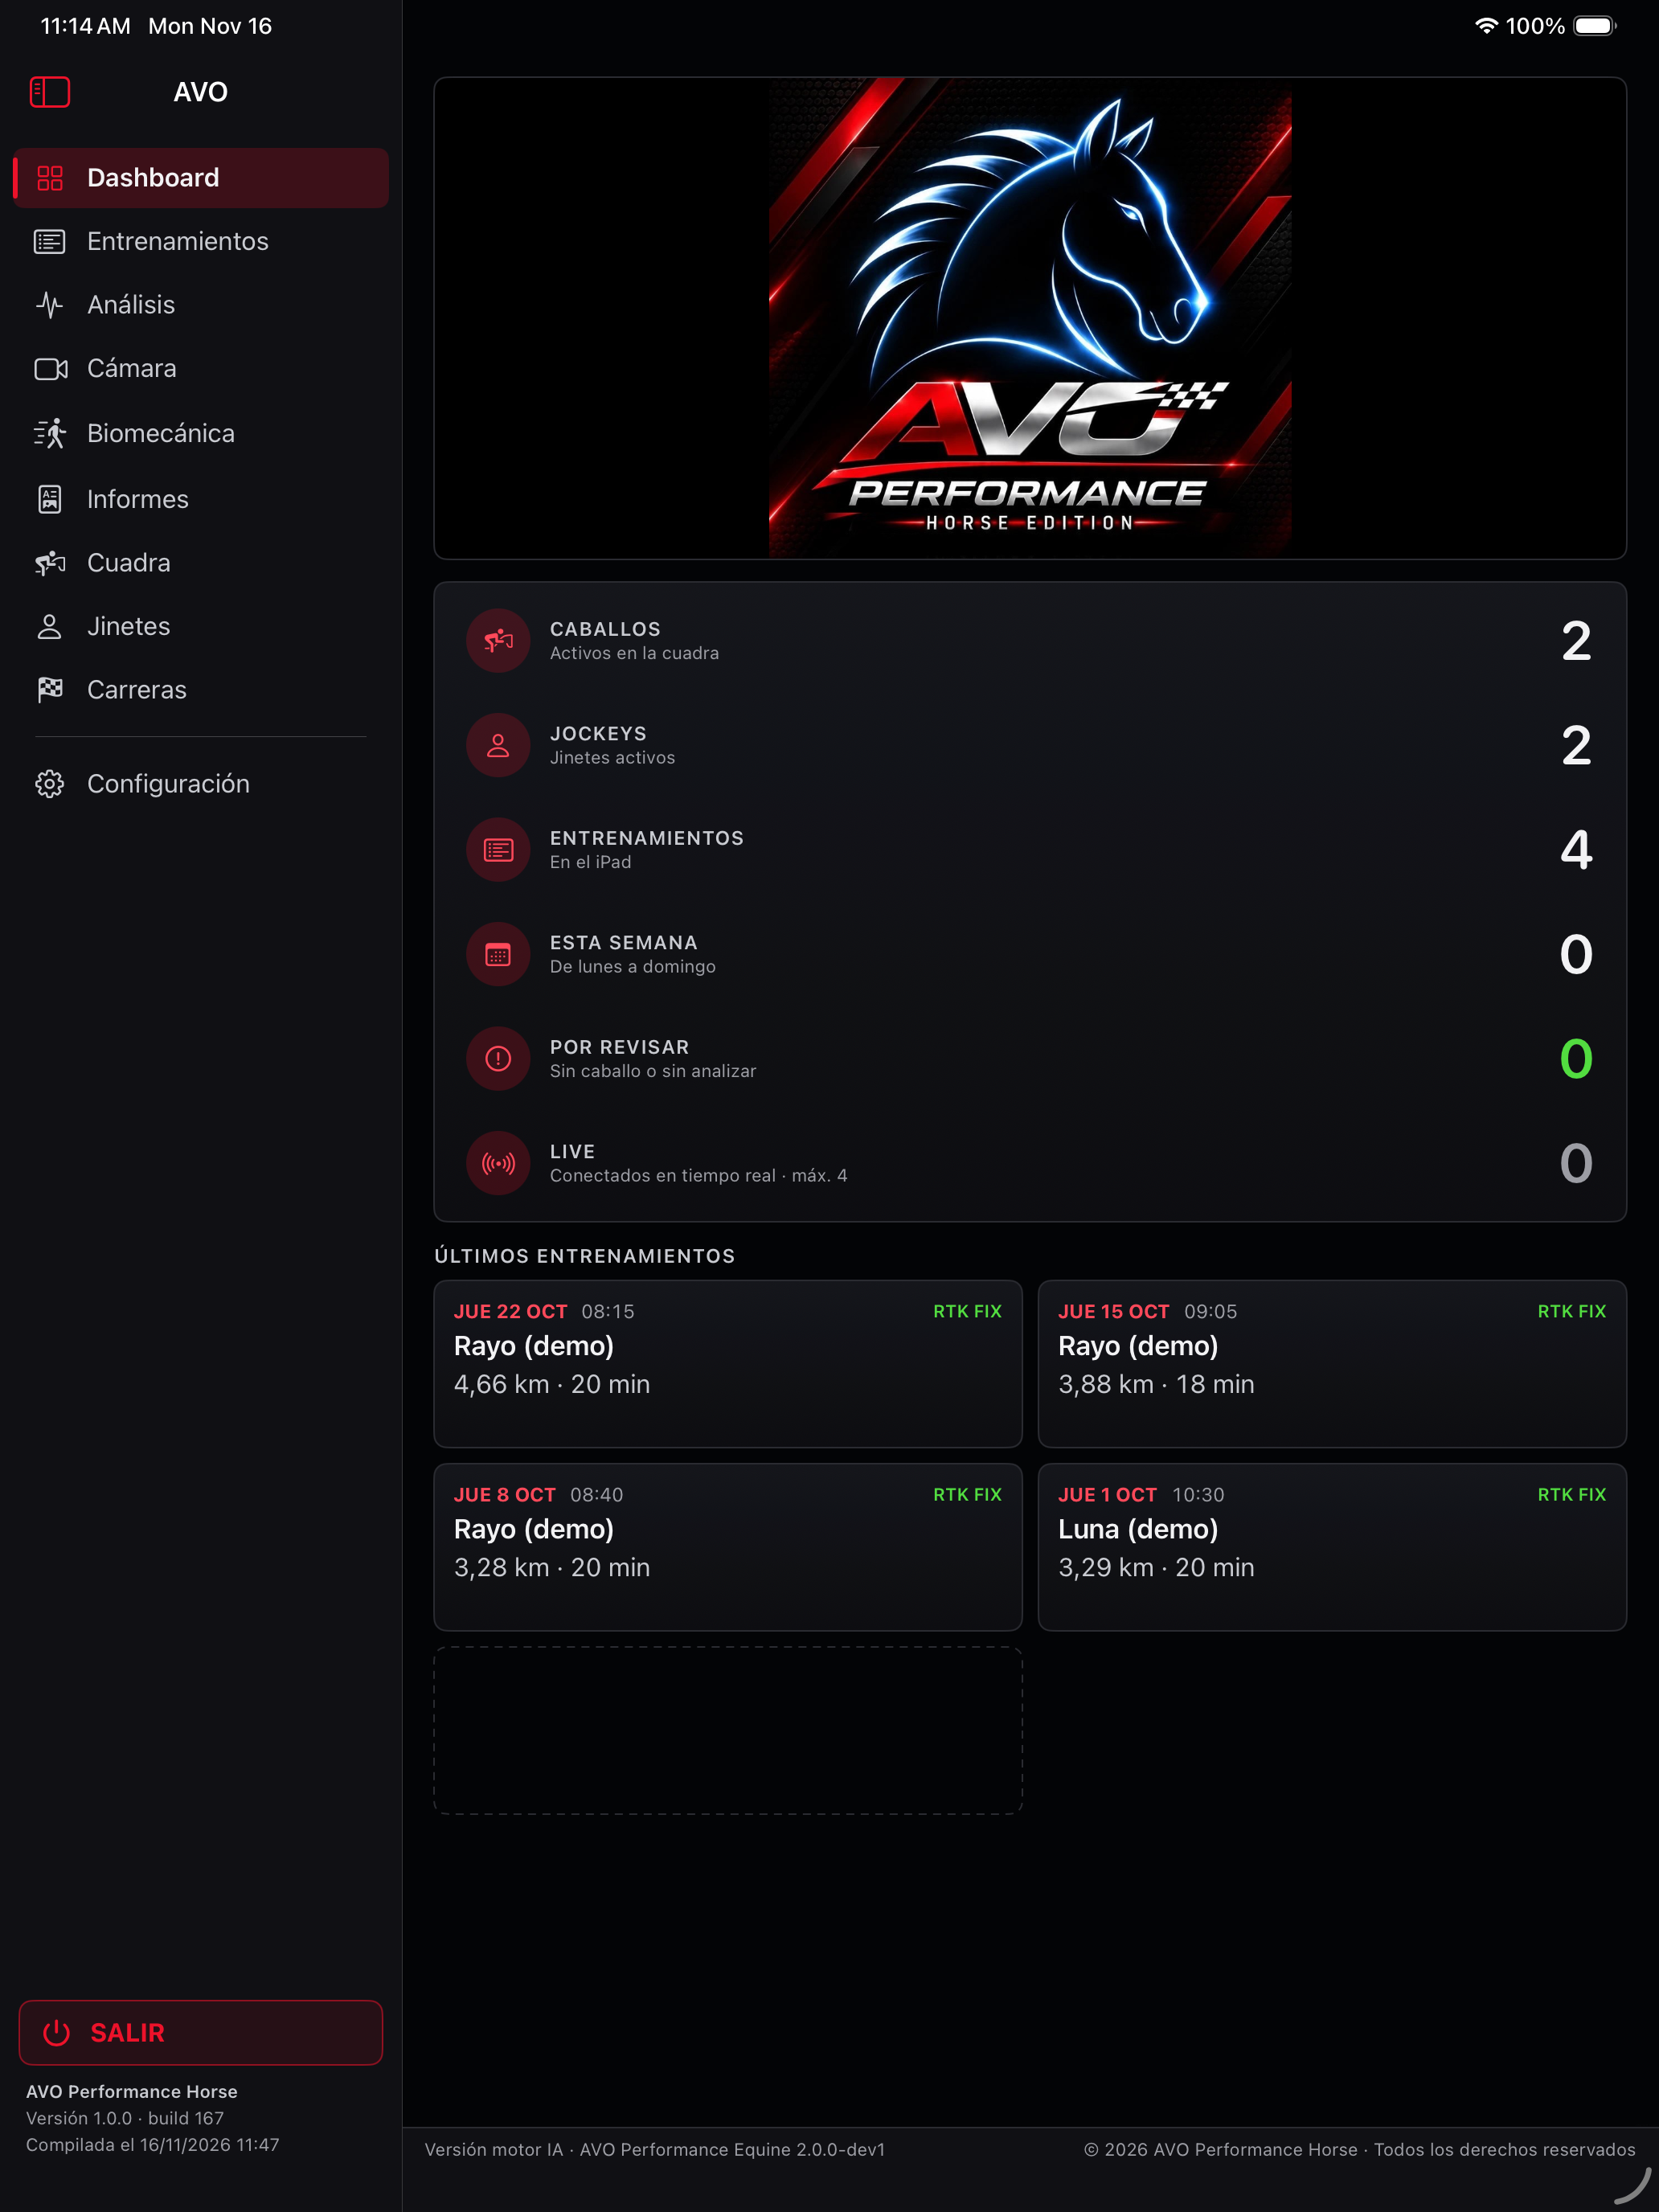 11:14 AM Mon Nov 16
100%
AVO
Dashboard
Entrenamientos
Análisis
Cámara
Biomecánica
Informes
Cuadra
Jinetes
Carreras
Configuración
SALIR
AVO Performance Horse
Versión 1.0.0 · build 167
Compilada el 16/11/2026 11:47
AVO
PERFORMANCE
HORSE EDITION
CABALLOS
Activos en la cuadra
2
JOCKEYS
Jinetes activos
2
ENTRENAMIENTOS
En el iPad
4
ESTA SEMANA
De lunes a domingo
0
POR REVISAR
Sin caballo o sin analizar
0
LIVE
Conectados en tiempo real · máx. 4
0
ÚLTIMOS ENTRENAMIENTOS
JUE 22 OCT 08:15 RTK FIX
Rayo (demo)
4,66 km · 20 min
JUE 15 OCT 09:05 RTK FIX
Rayo (demo)
3,88 km · 18 min
JUE 8 OCT 08:40 RTK FIX
Rayo (demo)
3,28 km · 20 min
JUE 1 OCT 10:30 RTK FIX
Luna (demo)
3,29 km · 20 min
Versión motor IA · AVO Performance Equine 2.0.0-dev1
© 2026 AVO Performance Horse · Todos los derechos reservados